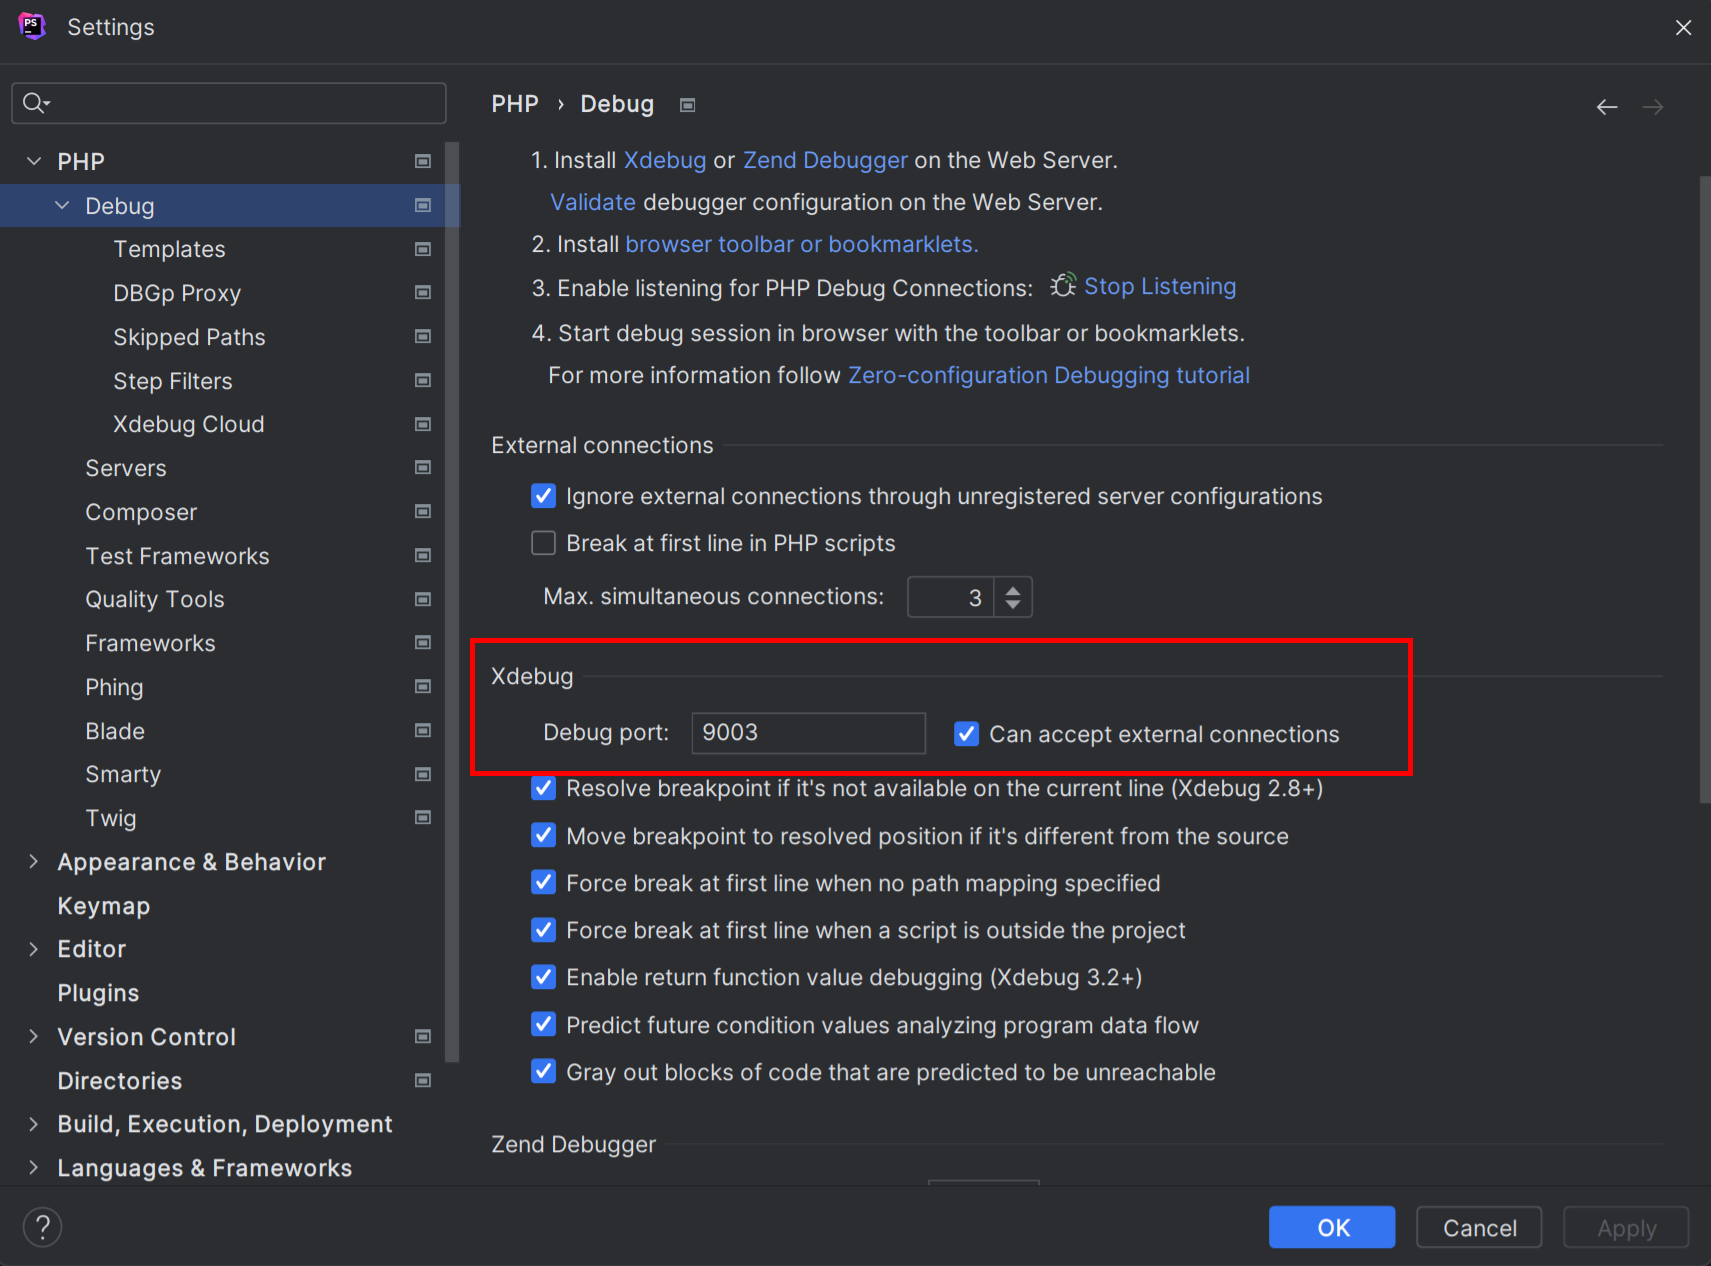 PS
Settings
PHP
Debug
Templates
DBGp Proxy
Skipped Paths
Step Filters
Xdebug Cloud
Servers
Composer
Test Frameworks
Quality Tools
Frameworks
Phing
Blade
Smarty
Twig
Appearance & Behavior
Keymap
Editor
Plugins
Version Control
Directories
Build, Execution, Deployment
Languages & Frameworks
PHP › Debug
1. Install Xdebug or Zend Debugger on the Web Server.
Validate debugger configuration on the Web Server.
2. Install browser toolbar or bookmarklets.
3. Enable listening for PHP Debug Connections: Stop Listening
4. Start debug session in browser with the toolbar or bookmarklets.
For more information follow Zero-configuration Debugging tutorial
External connections
Ignore external connections through unregistered server configurations
Break at first line in PHP scripts
Max. simultaneous connections: 3
Xdebug
Debug port: 9003 Can accept external connections
Resolve breakpoint if it's not available on the current line (Xdebug 2.8+)
Move breakpoint to resolved position if it's different from the source
Force break at first line when no path mapping specified
Force break at first line when a script is outside the project
Enable return function value debugging (Xdebug 3.2+)
Predict future condition values analyzing program data flow
Gray out blocks of code that are predicted to be unreachable
Zend Debugger
? OK Cancel Apply